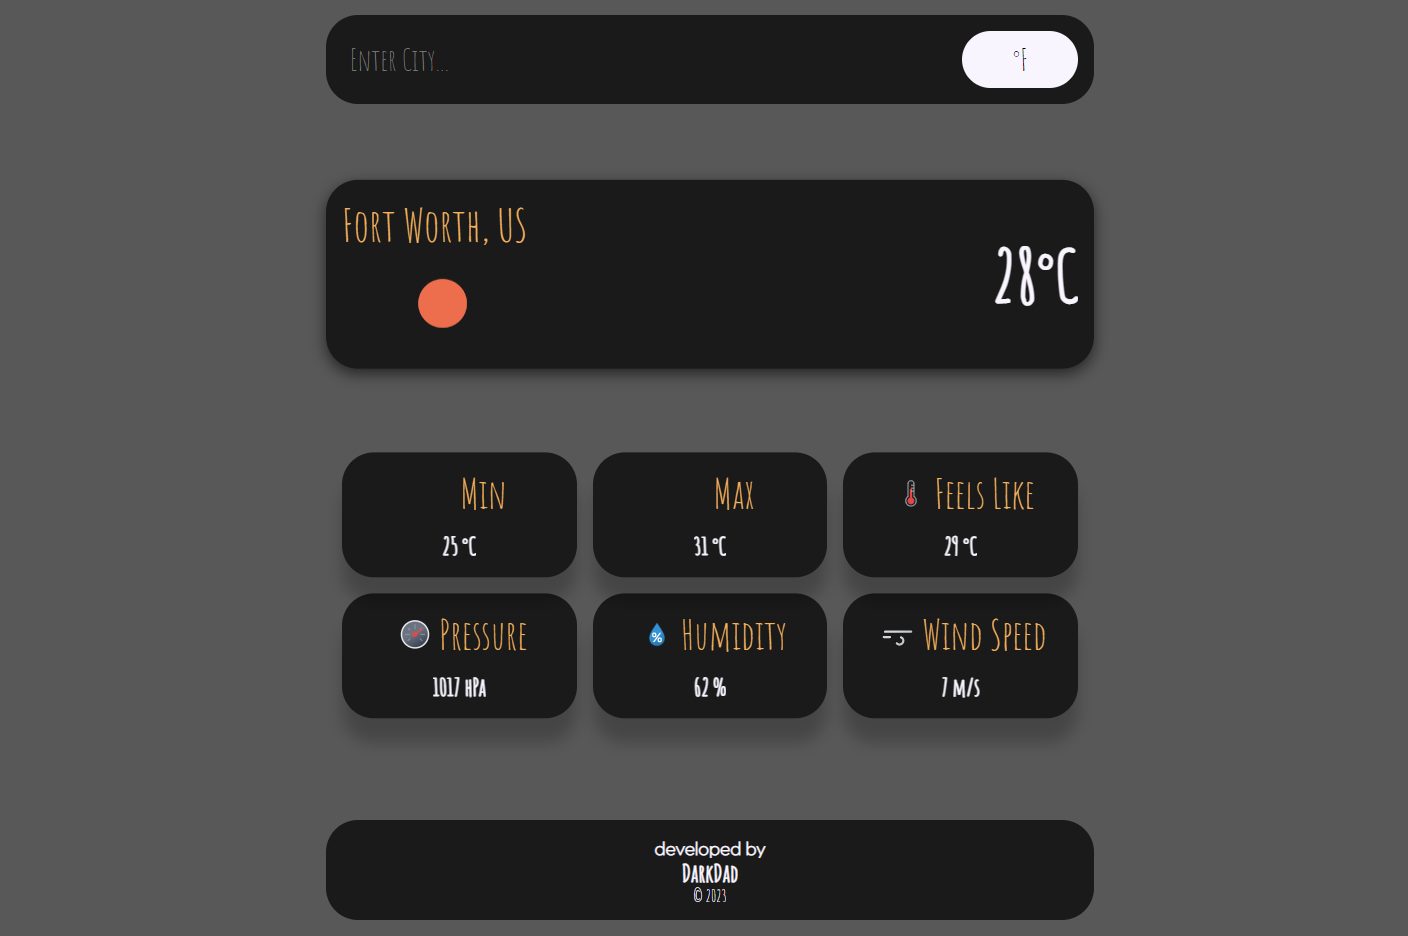 Enter City...
°F
Fort Worth, US
28°C
Min
25 °C
Max
31 °C
Feels Like
29 °C
Pressure
1017 hPa
% Humidity
62 %
Wind Speed
7 m/s
developed by
DarkDad
© 2023